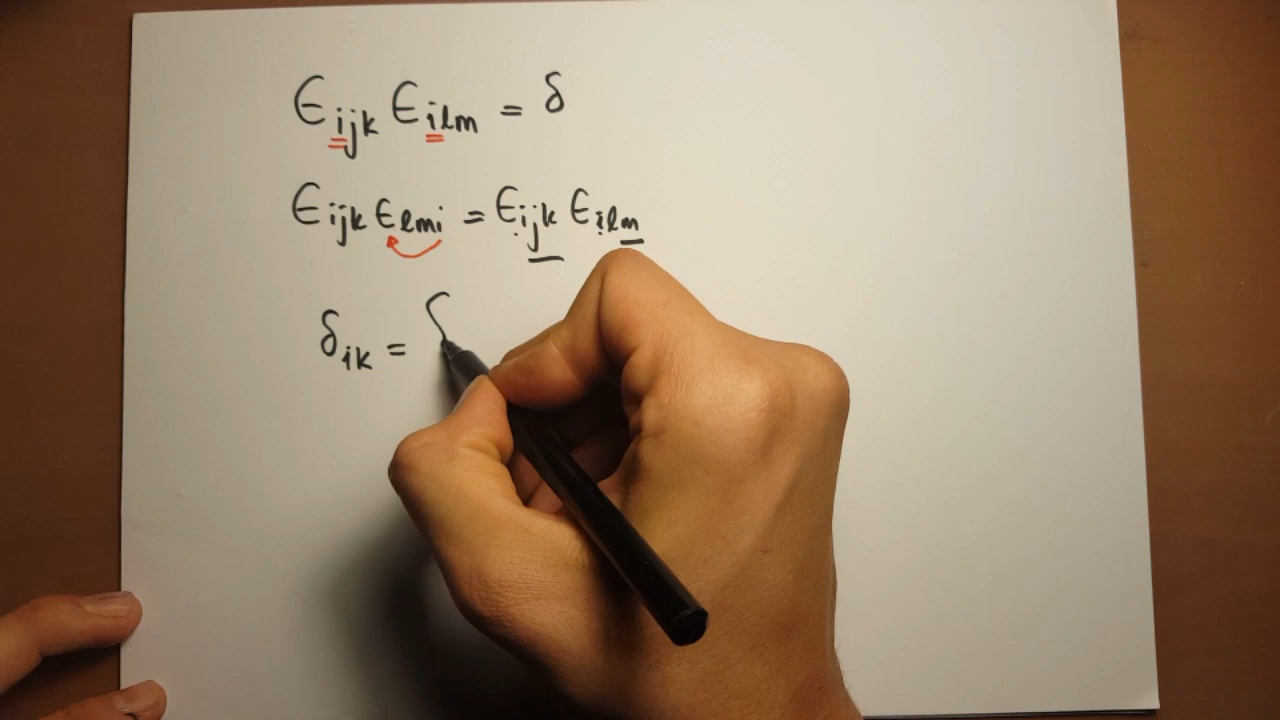 ϵijk ϵilm = δ
ϵijk ϵlmi = ϵijk ϵilm
δik = δ